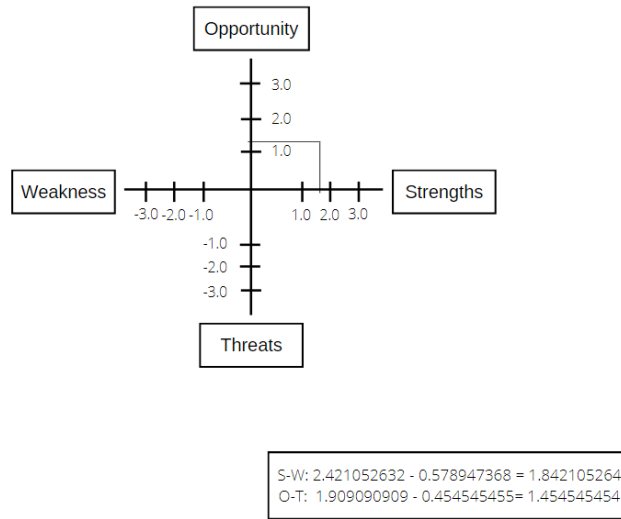 Opportunity
3.0
2.0
1.0
Weakness
Strengths
-3.0 -2.0 -1.0
1.0 2.0 3.0
-1.0
-2.0
-3.0
Threats
S-W: 2.421052632 - 0.578947368 = 1.842105264
O-T: 1.909090909 - 0.454545455= 1.454545454